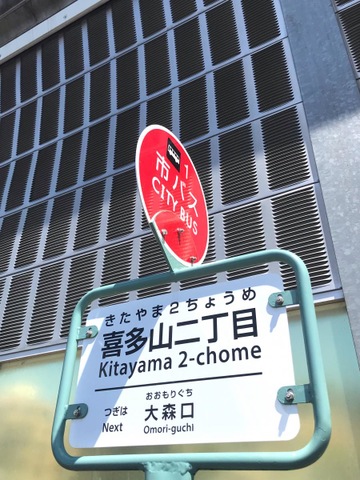 1
市バス
CITY BUS
きたやま2ちょうめ
喜多山二丁目
Kitayama 2-chome
おおもりぐち
つぎは 大森口
Next Omori-guchi